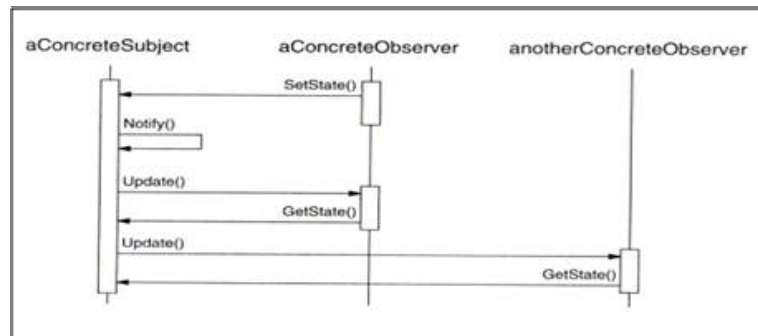 aConcreteSubject
aConcreteObserver
anotherConcreteObserver
SetState()
Notify()
Update()
GetState()
Update()
GetState()